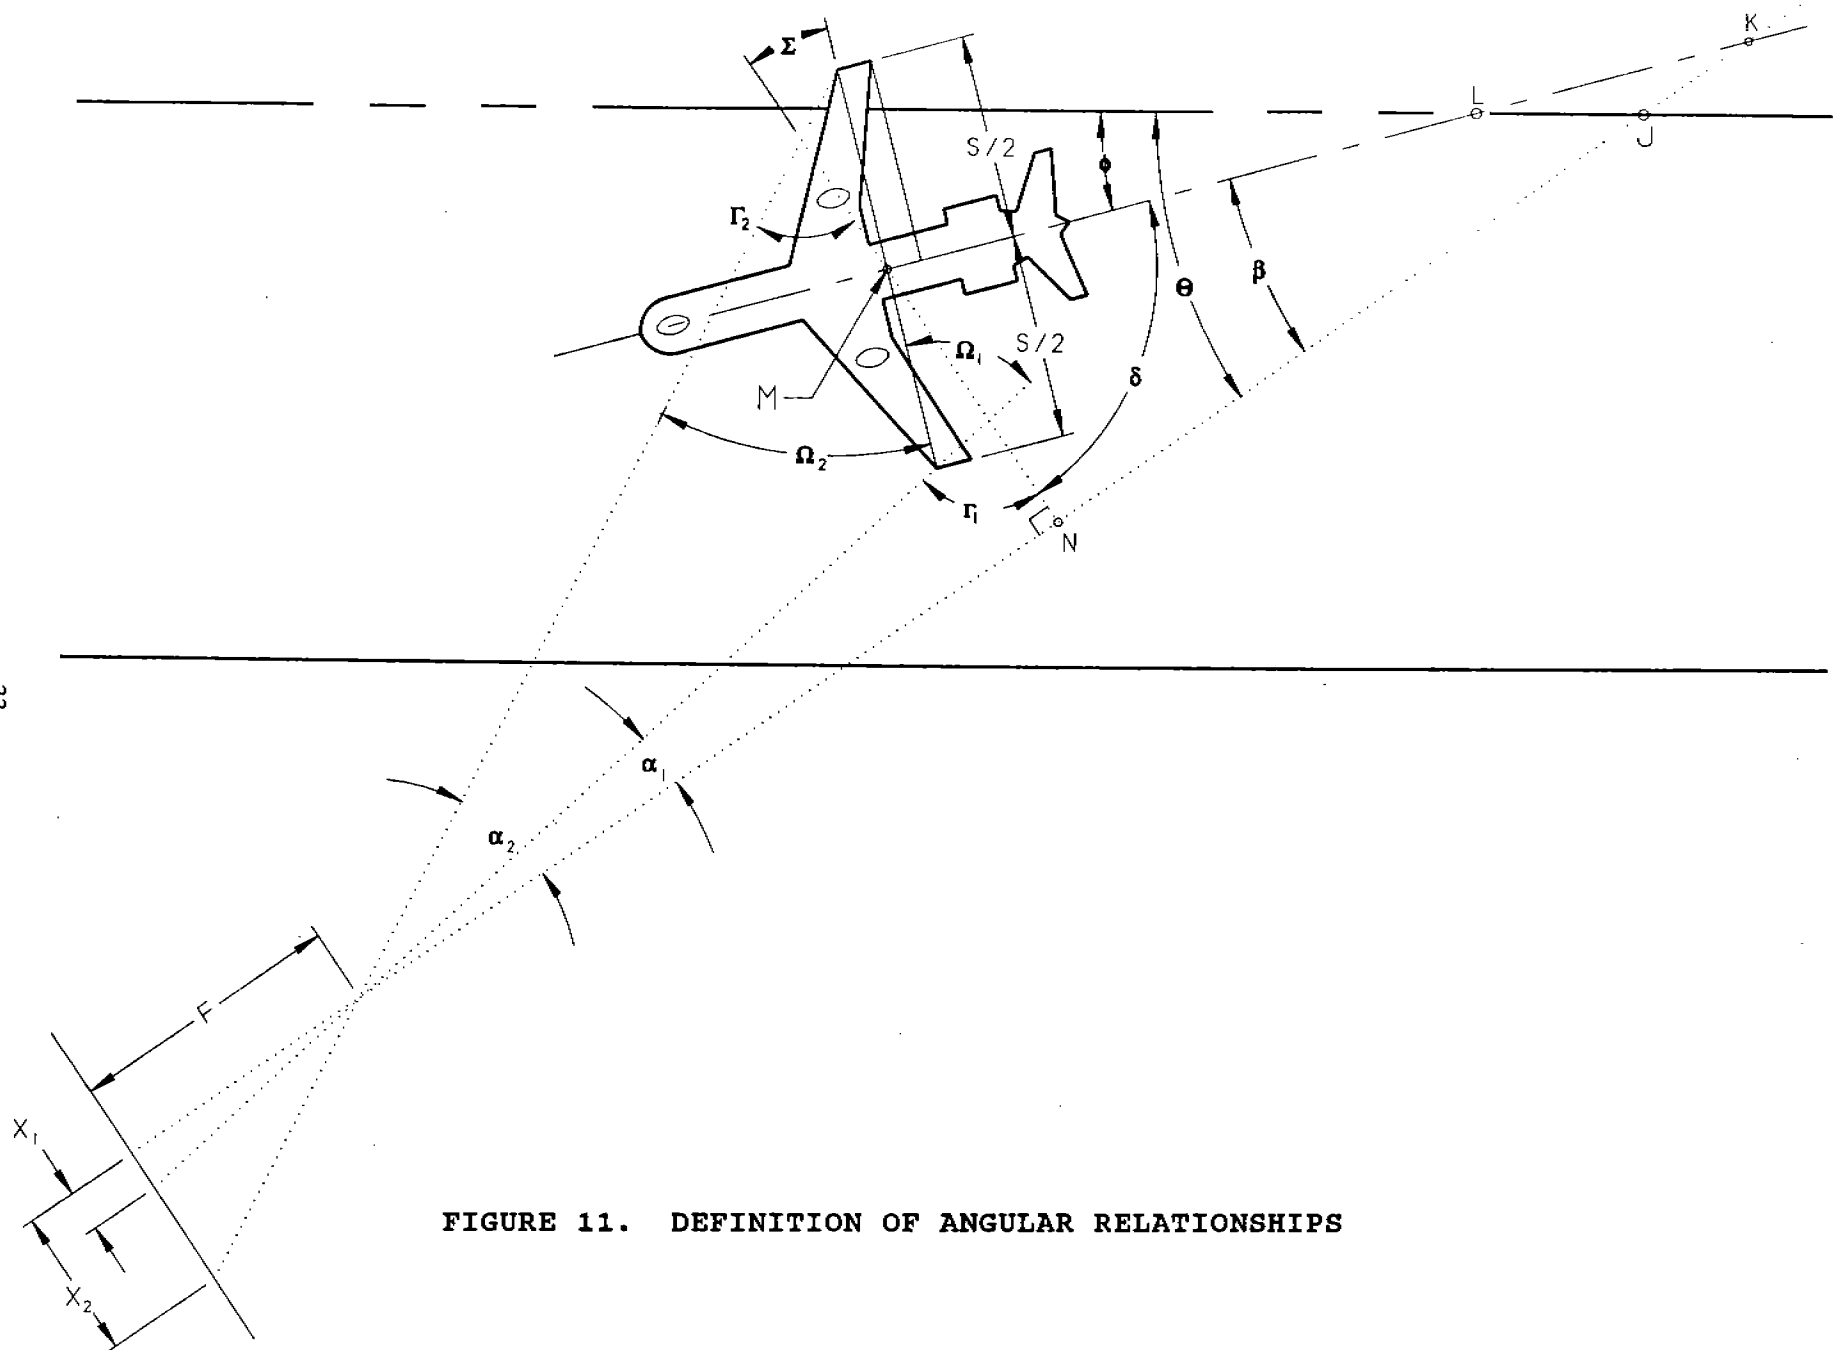 K
Σ
L
J
S/2
ϕ
Γ₂
Θ
β
S/2
Ω₁
δ
M
Ω₂
Γ₁
N
α₁
α₂
F
X₁
X₂
FIGURE 11. DEFINITION OF ANGULAR RELATIONSHIPS